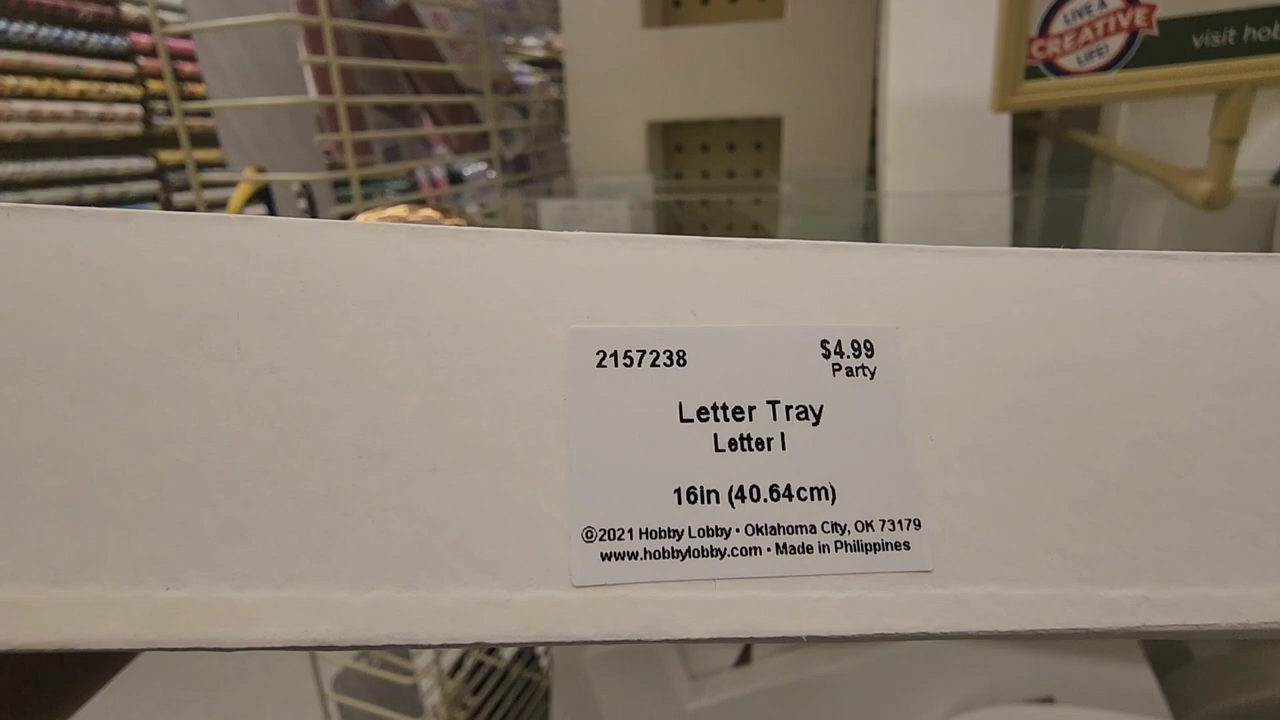 LIVE A
CREATIVE
LIFE!
visit
2157238
$4.99
Party
Letter Tray
Letter I
16in (40.64cm)
©2021 Hobby Lobby • Oklahoma City, OK 73179
www.hobbylobby.com • Made in Philippines